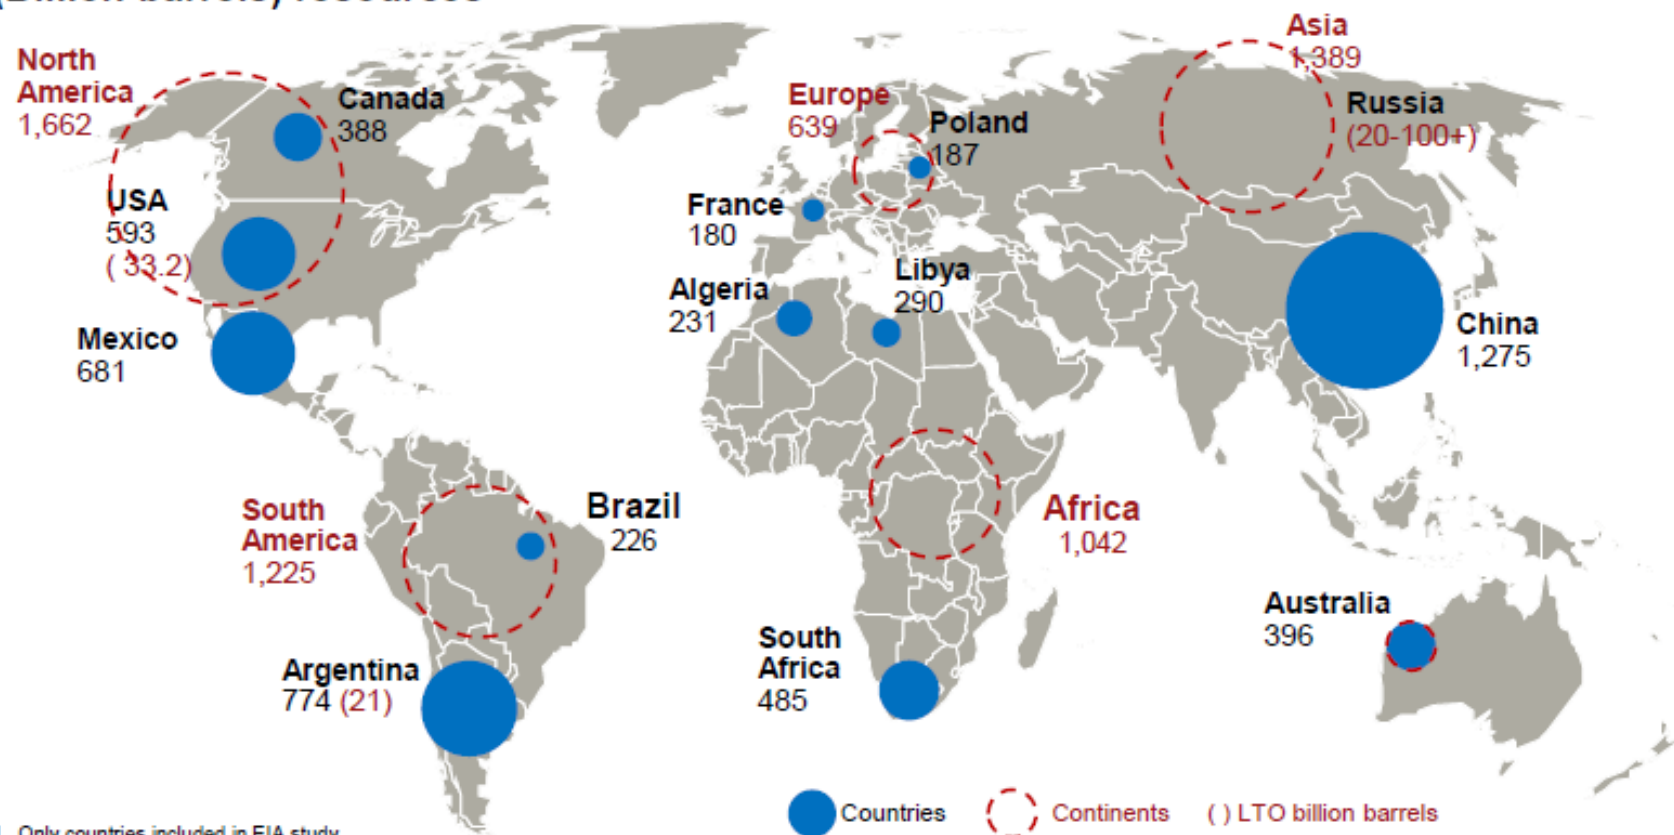 (Billion barrels) resources
North
America
1,662
Canada
388
USA
593
( 33.2)
Mexico
681
South
America
1,225
Brazil
226
Argentina
774 (21)
Europe
639
Poland
187
France
180
Algeria
231
Libya
290
Africa
1,042
South
Africa
485
Asia
1,389
Russia
(20-100+)
China
1,275
Australia
396
Countries
Continents
( ) LTO billion barrels
Only countries included in EIA study